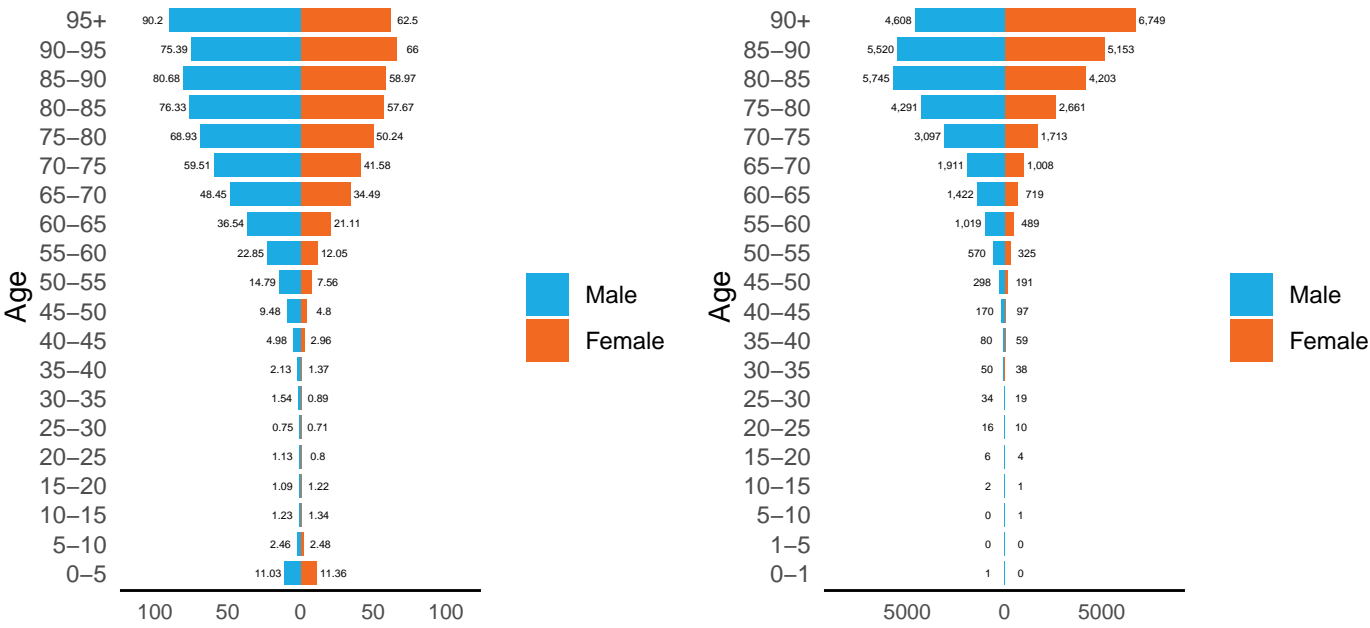 95+ 90.2 62.5
90−95 75.39 66
85−90 80.68 58.97
80−85 76.33 57.67
75−80 68.93 50.24
70−75 59.51 41.58
65−70 48.45 34.49
60−65 36.54 21.11
55−60 22.85 12.05
50−55 14.79 7.56
45−50 9.48 4.8
40−45 4.98 2.96
35−40 2.13 1.37
30−35 1.54 0.89
25−30 0.75 0.71
20−25 1.13 0.8
15−20 1.09 1.22
10−15 1.23 1.34
5−10 2.46 2.48
0−5 11.03 11.36
100 50 0 50 100
Age
Male
Female
90+ 4,608 6,749
85−90 5,520 5,153
80−85 5,745 4,203
75−80 4,291 2,661
70−75 3,097 1,713
65−70 1,911 1,008
60−65 1,422 719
55−60 1,019 489
50−55 570 325
45−50 298 191
40−45 170 97
35−40 80 59
30−35 50 38
25−30 34 19
20−25 16 10
15−20 6 4
10−15 2 1
5−10 0 1
1−5 0 0
0−1 1 0
5000 0 5000
Age
Male
Female